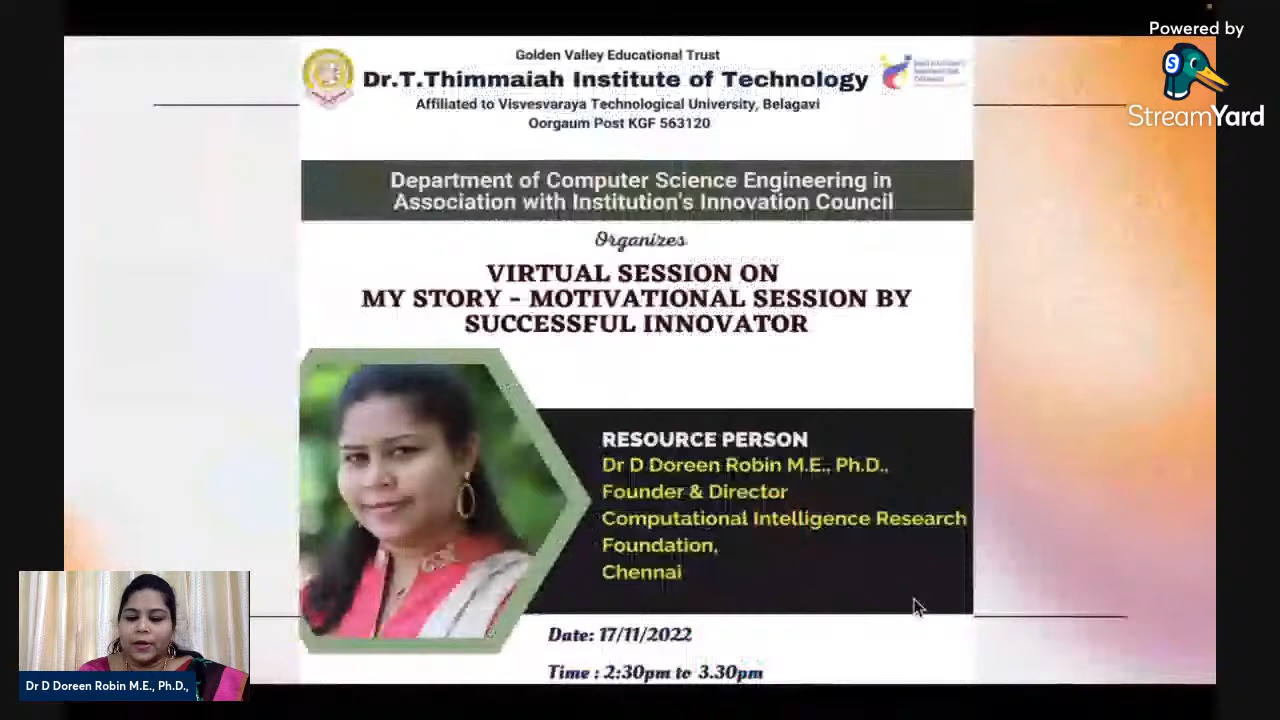 Powered by
StreamYard
Golden Valley Educational Trust
Dr.T.Thimmaiah Institute of Technology
Affiliated to Visvesvaraya Technological University, Belagavi
Oorgaum Post KGF 563120
Department of Computer Science Engineering in
Association with Institution's Innovation Council
Organizes
VIRTUAL SESSION ON
MY STORY - MOTIVATIONAL SESSION BY
SUCCESSFUL INNOVATOR
RESOURCE PERSON
Dr D Doreen Robin M.E., Ph.D.,
Founder & Director
Computational Intelligence Research
Foundation,
Chennai
Date: 17/11/2022
Time : 2:30pm to 3.30pm
Dr D Doreen Robin M.E., Ph.D.,